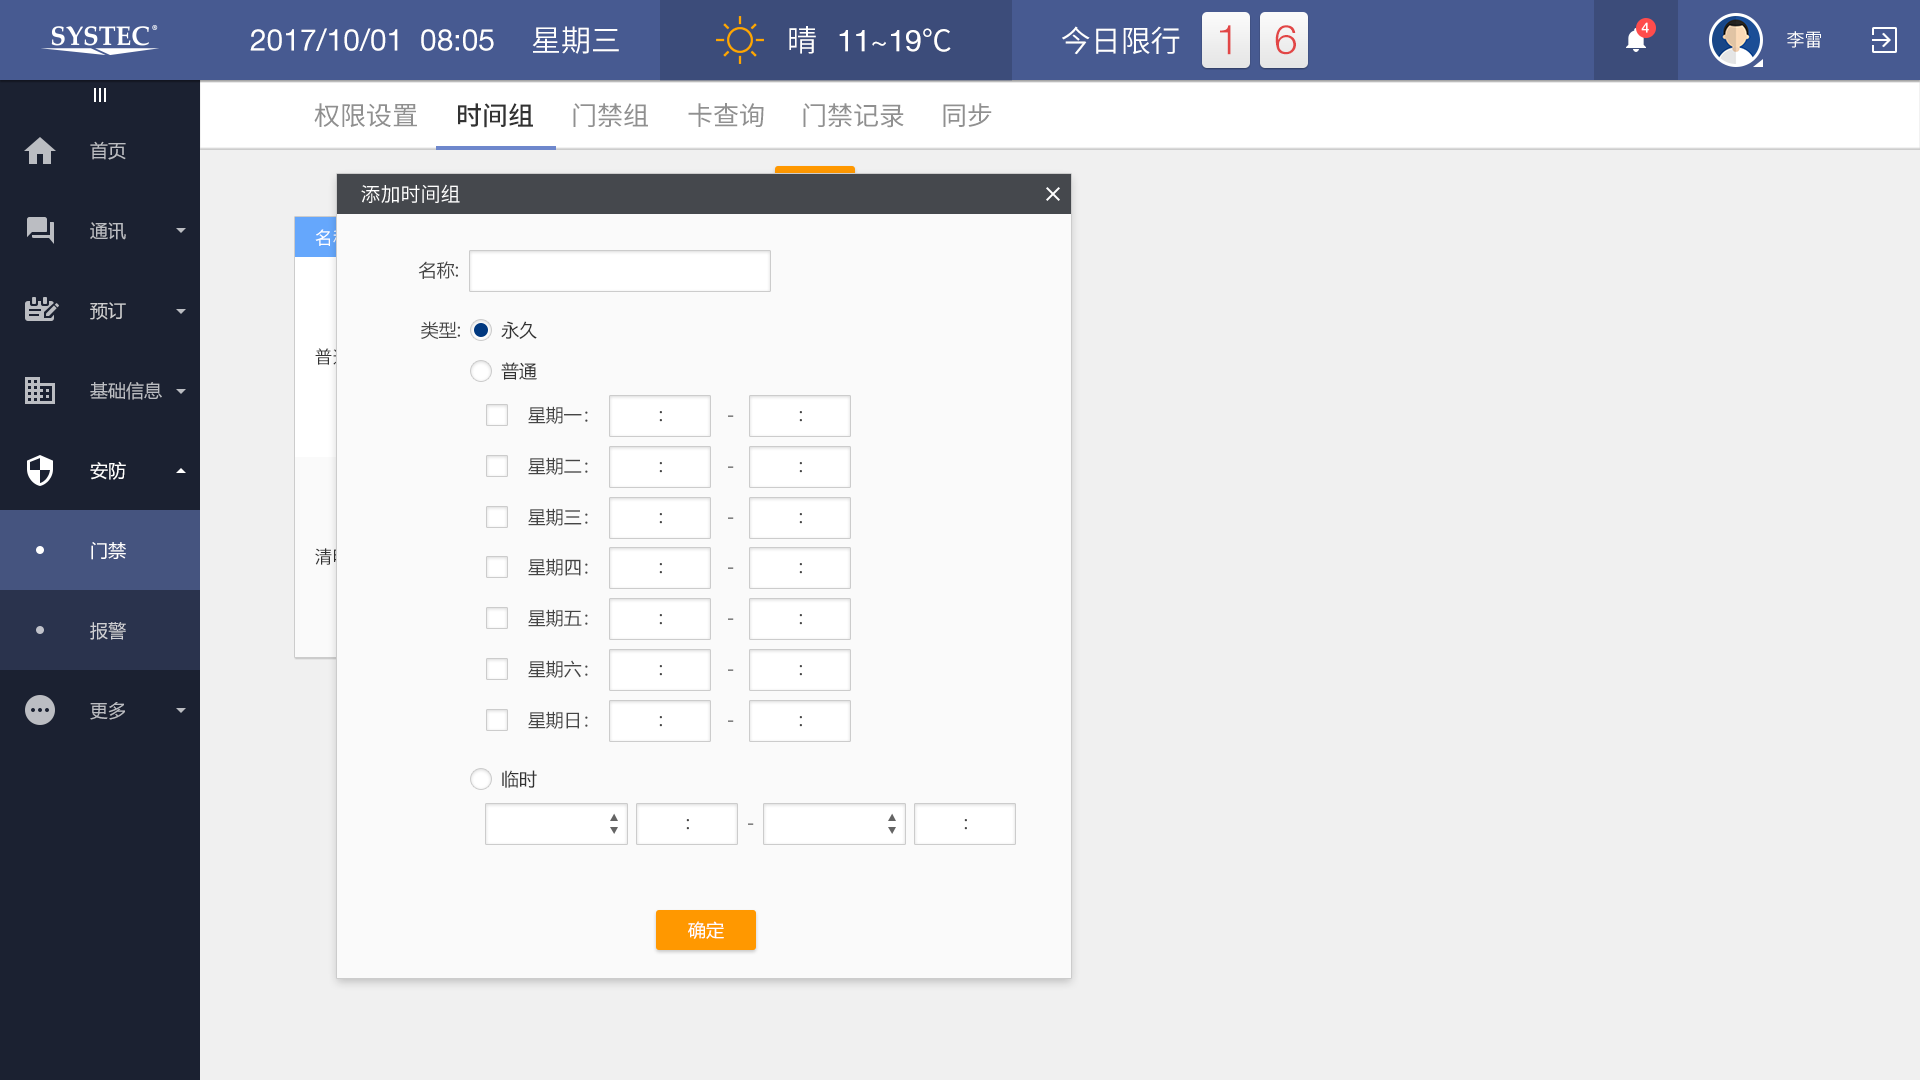 SYSTEC®
2017/10/01 08:05 星期三
晴 11~19℃
今日限行 1 6
4
李雷
首页
通讯
预订
基础信息
安防
门禁
报警
更多
权限设置 时间组 门禁组 卡查询 门禁记录 同步
名
普
清
添加时间组
名称:
类型: 永久
普通
星期一: : - :
星期二: : - :
星期三: : - :
星期四: : - :
星期五: : - :
星期六: : - :
星期日: : - :
临时
: - :
确定